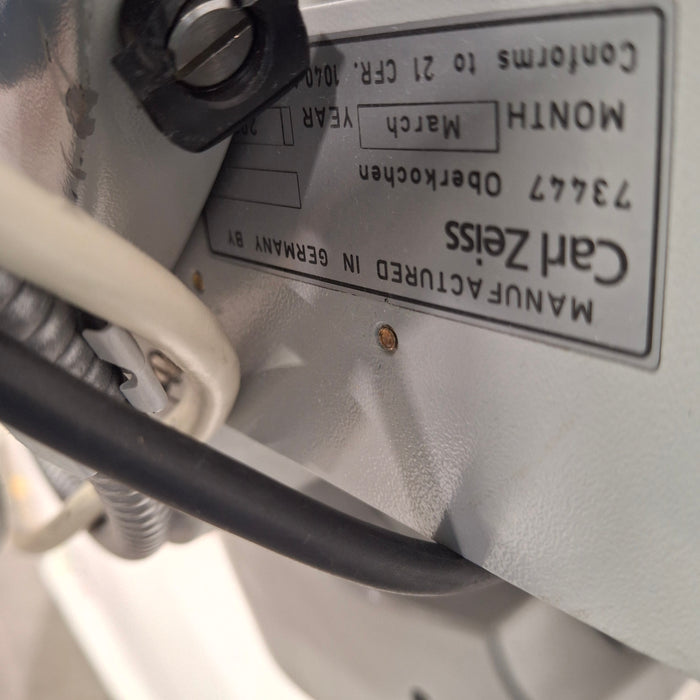 MANUFACTURED IN GERMANY BY
Carl Zeiss
73447 Oberkochen
MONTH March YEAR
Conforms to 21 CFR. 1040